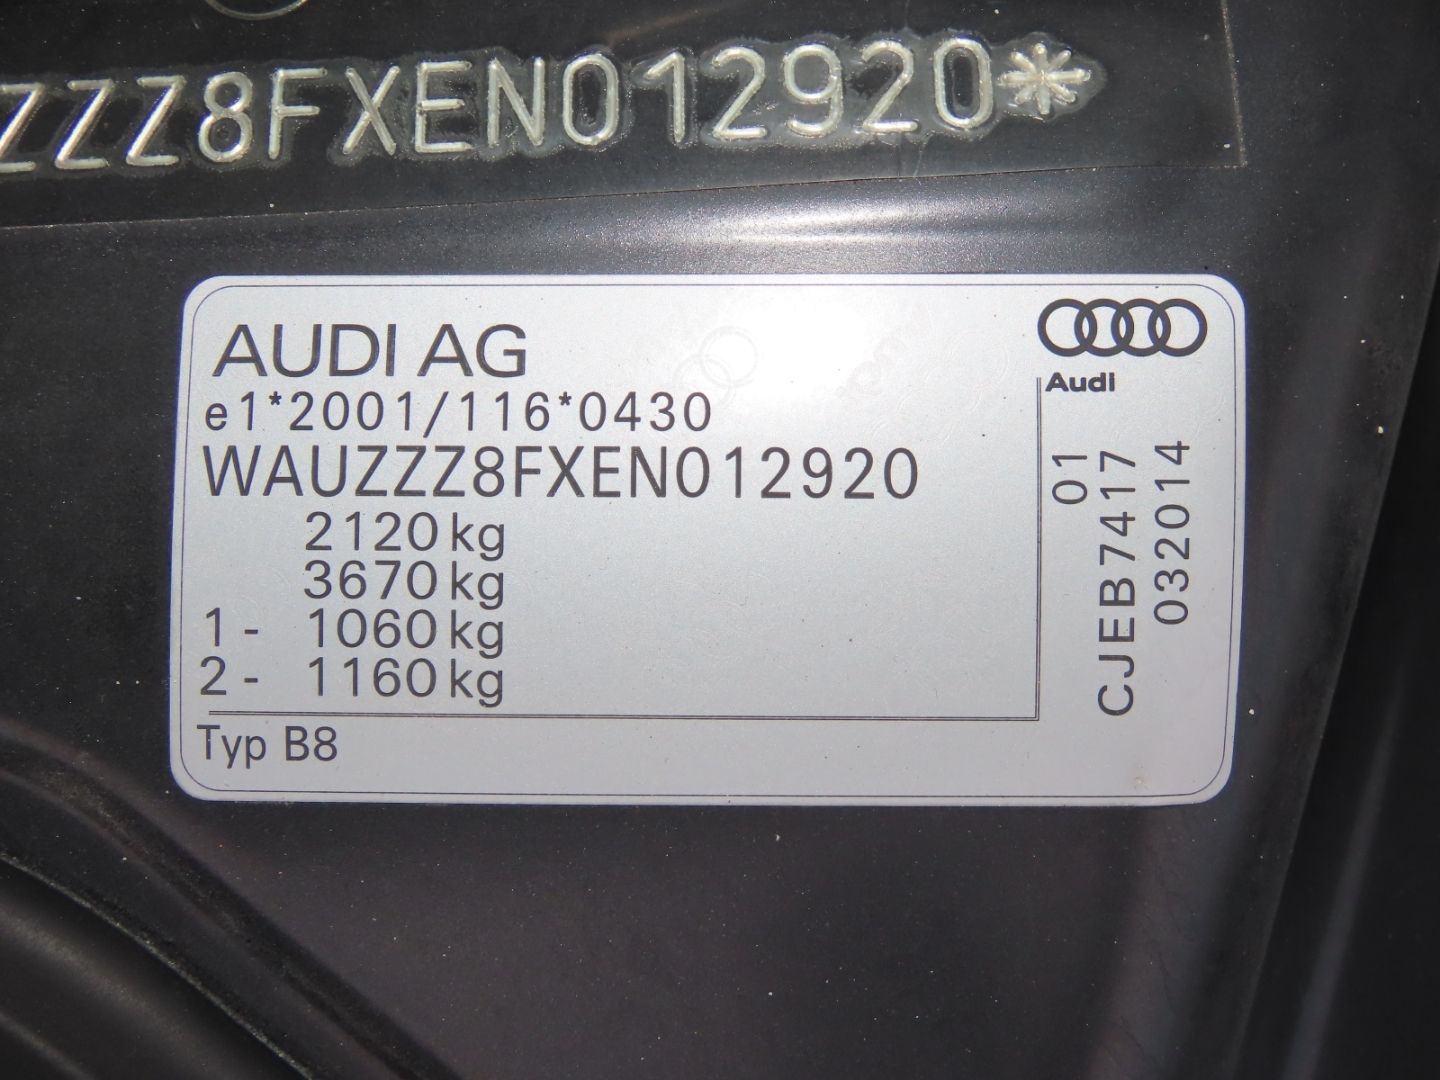 ZZZ8FXEN012920*
AUDI AG
e1*2001/116*0430
WAUZZZ8FXEN012920
2120 kg
3670 kg
1 - 1060 kg
2 - 1160 kg
Typ B8
Audi
01
CJEB7417
032014